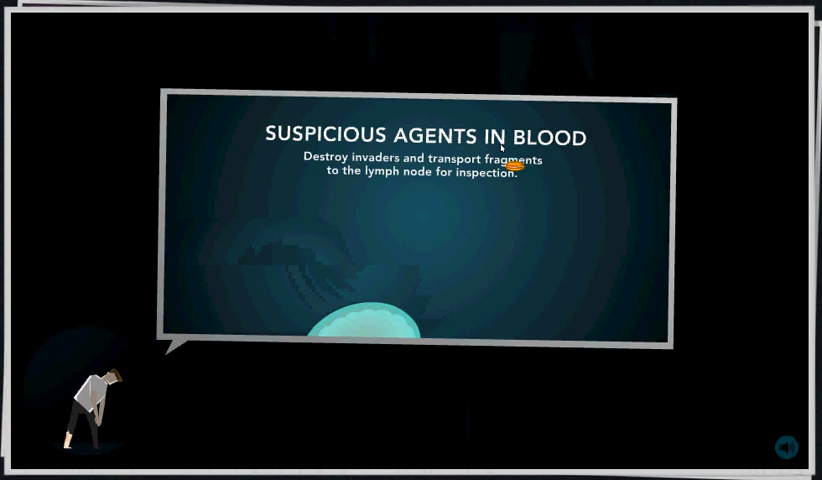 SUSPICIOUS AGENTS IN BLOOD
Destroy invaders and transport fragments
to the lymph node for inspection.